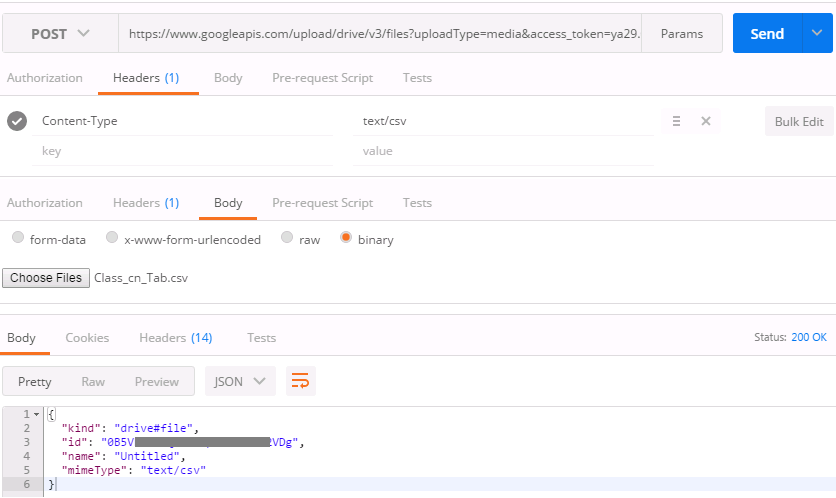 POST https://www.googleapis.com/upload/drive/v3/files?uploadType=media&access_token=ya29. Params Send
Authorization Headers (1) Body Pre-request Script Tests
Content-Type text/csv Bulk Edit
key value
Authorization Headers (1) Body Pre-request Script Tests
form-data x-www-form-urlencoded raw binary
Choose Files Class_cn_Tab.csv
Body Cookies Headers (14) Tests Status: 200 OK
Pretty Raw Preview JSON
1 {
2 "kind": "drive#file",
3 "id": "0B5V VDg",
4 "name": "Untitled",
5 "mimeType": "text/csv"
6 }